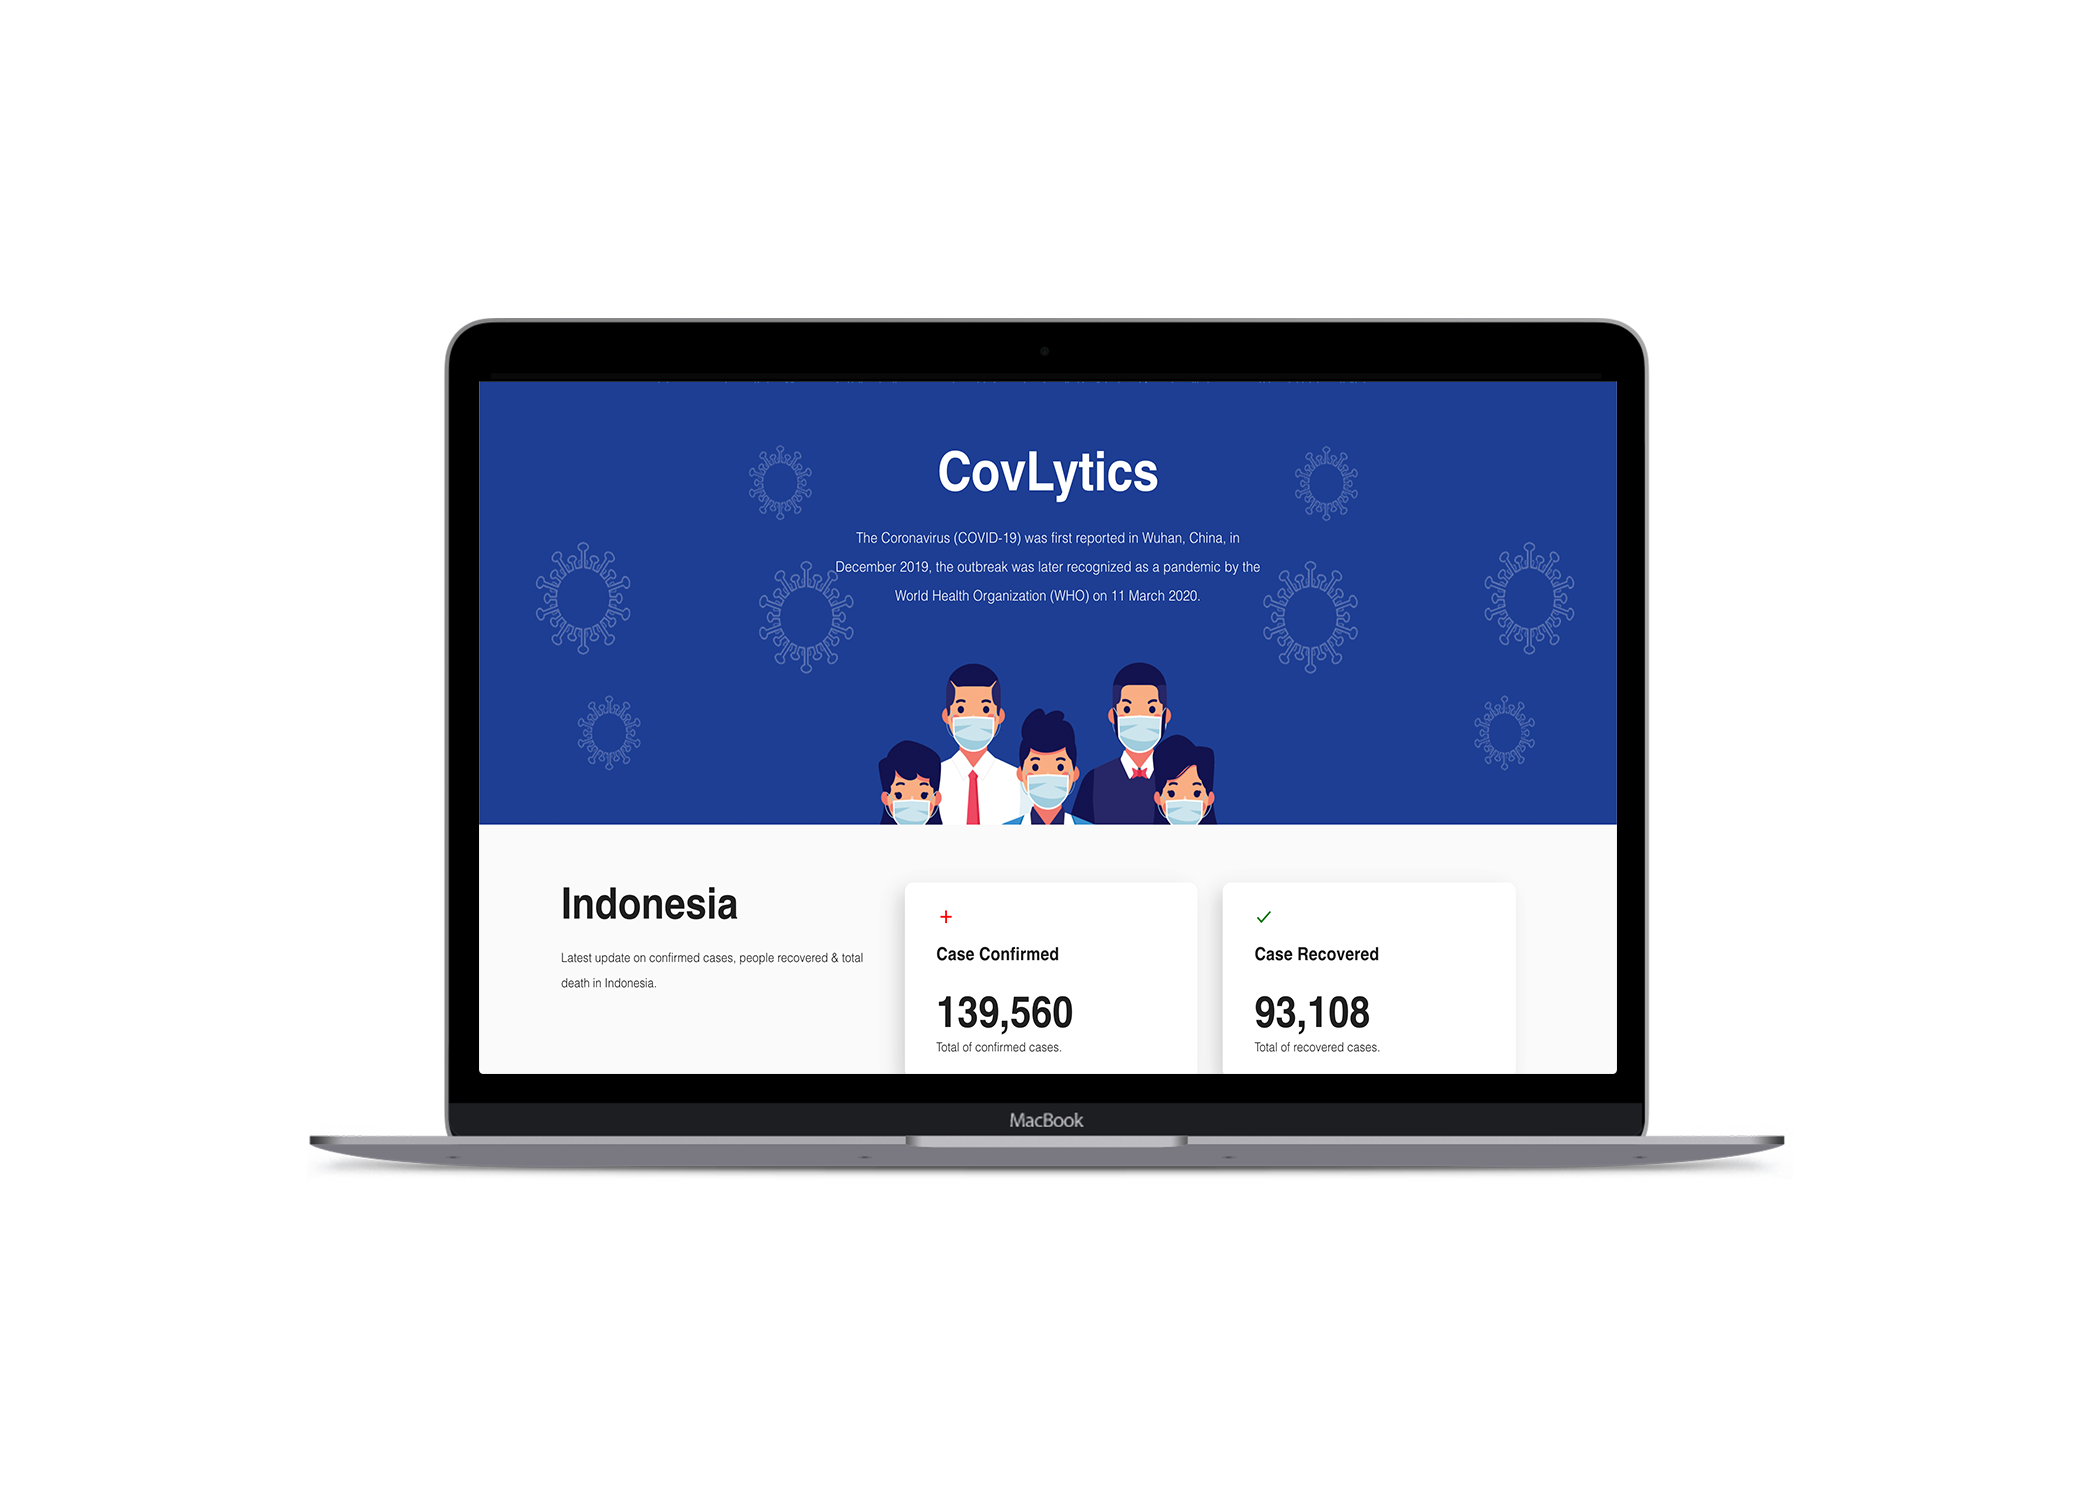 CovLytics
The Coronavirus (COVID-19) was first reported in Wuhan, China, in
December 2019, the outbreak was later recognized as a pandemic by the
World Health Organization (WHO) on 11 March 2020.
Indonesia
Latest update on confirmed cases, people recovered & total
death in Indonesia.
Case Confirmed
139,560
Total of confirmed cases.
Case Recovered
93,108
Total of recovered cases.
MacBook